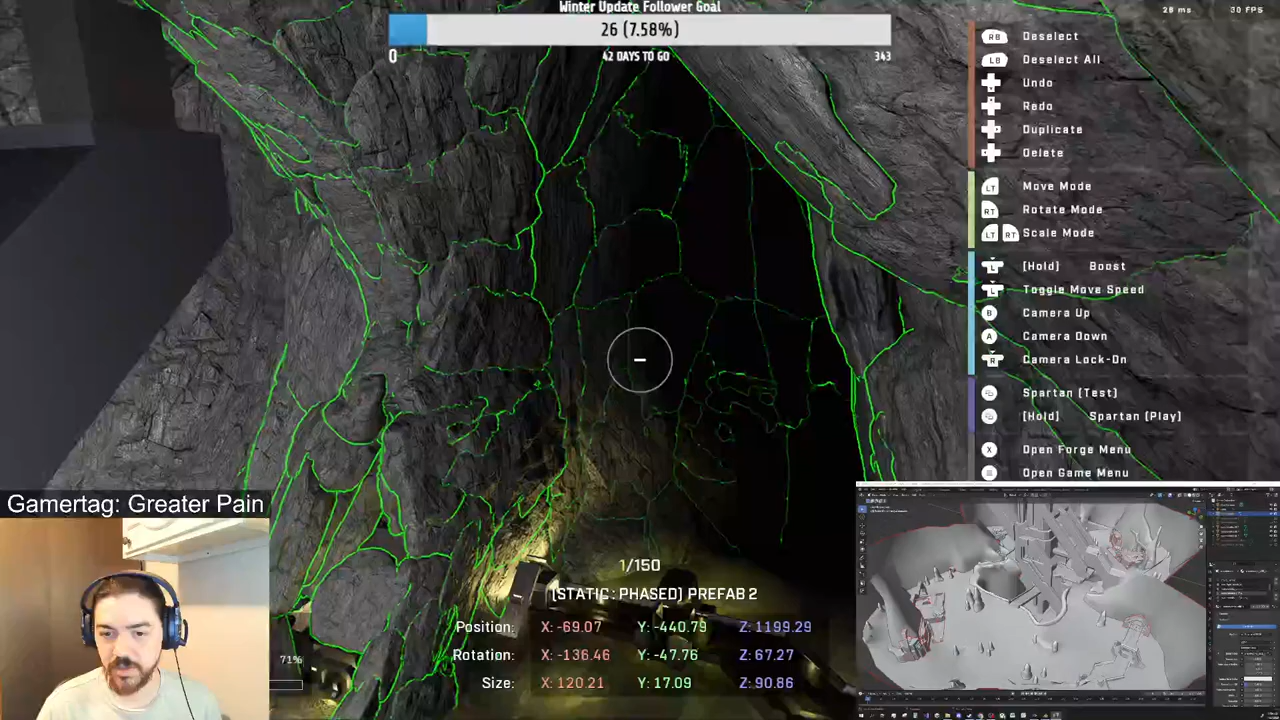 Winter Update Follower Goal
26 (7.58%)
0
42 DAYS TO GO
343
28 ms
30 FPS
RB Deselect
LB Deselect All
Undo
Redo
Duplicate
Delete
LT Move Mode
RT Rotate Mode
LT RT Scale Mode
L [Hold] Boost
L Toggle Move Speed
B Camera Up
A Camera Down
R Camera Lock-On
Spartan [Test]
[Hold] Spartan [Play]
X Open Forge Menu
Open Game Menu
Gamertag: Greater Pain
71%
1/150
[STATIC: PHASED] PREFAB 2
Position: X: -69.07 Y: -440.79 Z: 1199.29
Rotation: X: -136.46 Y: -47.76 Z: 67.27
Size: X: 120.21 Y: 17.09 Z: 90.86